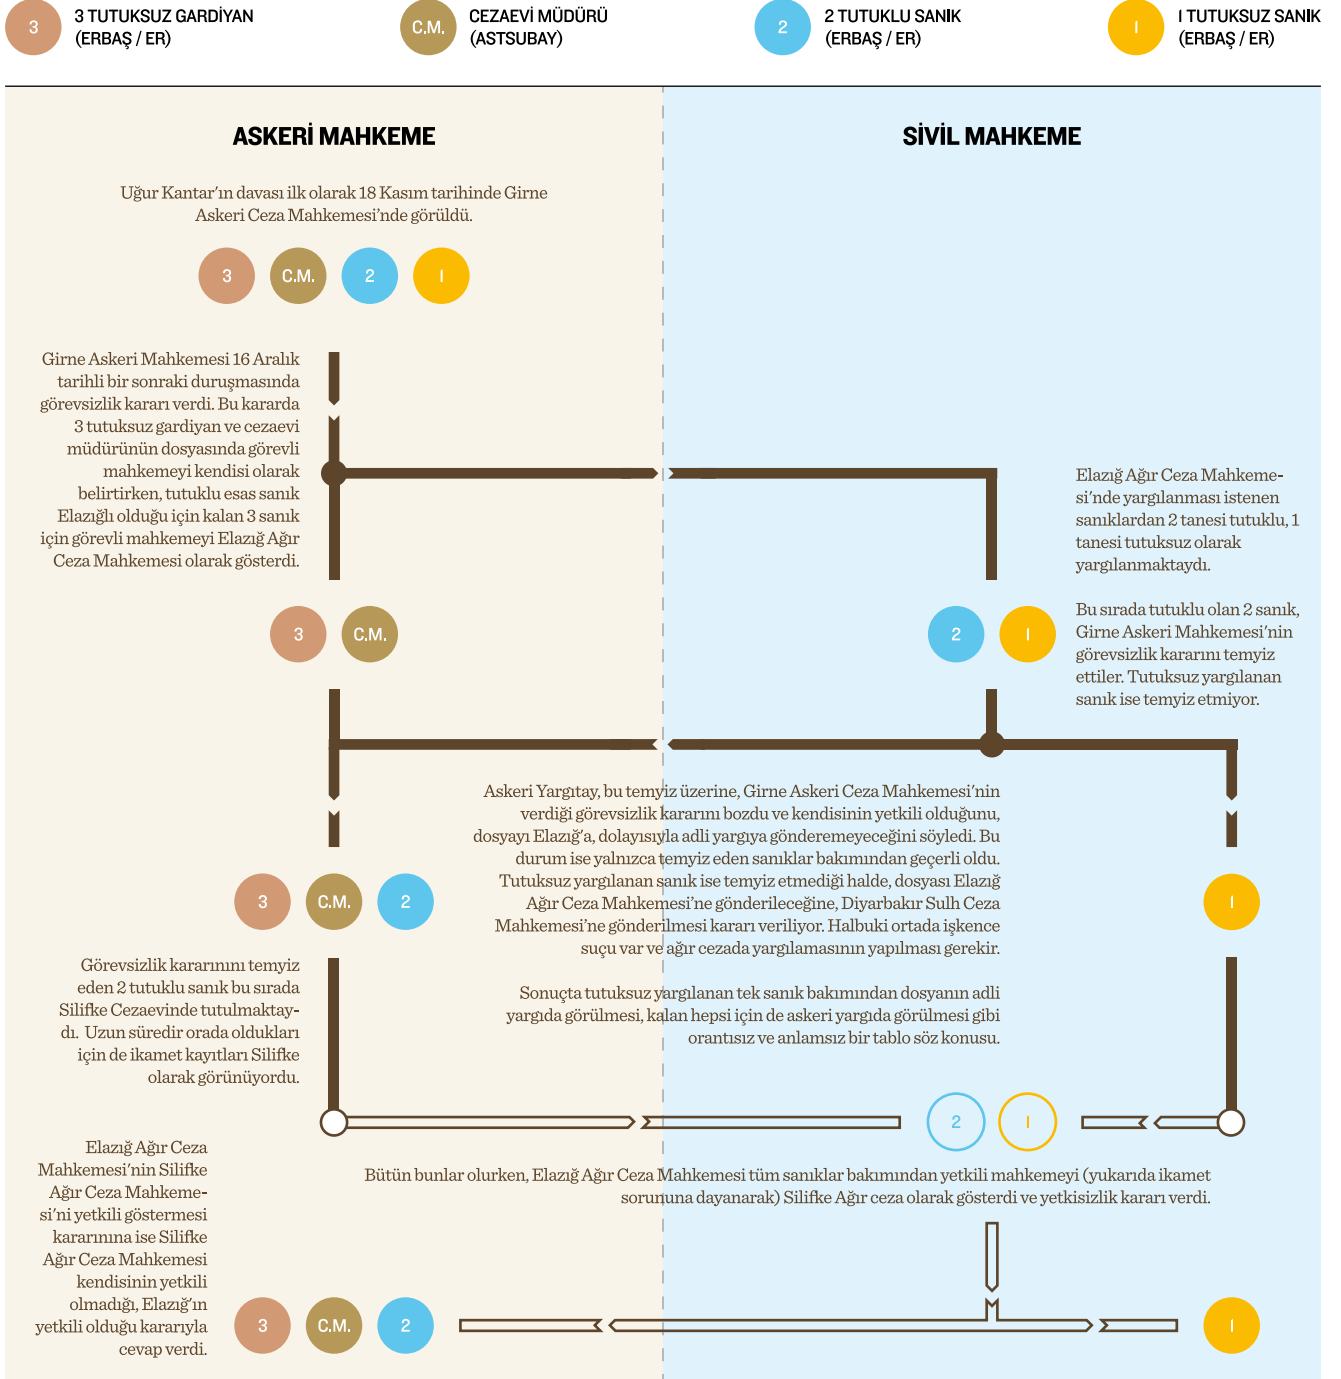 3
3 TUTUKSUZ GARDİYAN
(ERBAŞ / ER)
C.M.
CEZAEVİ MÜDÜRÜ
(ASTSUBAY)
2
2 TUTUKLU SANIK
(ERBAŞ / ER)
1
1 TUTUKSUZ SANIK
(ERBAŞ / ER)
ASKERİ MAHKEME
SİVİL MAHKEME
Uğur Kantar'ın davası ilk olarak 18 Kasım tarihinde Girne
Askeri Ceza Mahkemesi'nde görüldü.
3 C.M. 2 1
Girne Askeri Mahkemesi 16 Aralık
tarihli bir sonraki duruşmasında
görevsizlik kararı verdi. Bu kararda
3 tutuksuz gardiyan ve cezaevi
müdürünün dosyasında görevli
mahkemeyi kendisi olarak
belirtirken, tutuklu esas sanık
Elazığlı olduğu için kalan 3 sanık
için görevli mahkemeyi Elazığ Ağır
Ceza Mahkemesi olarak gösterdi.
Elazığ Ağır Ceza Mahkeme-
si'nde yargılanması istenen
sanıklardan 2 tanesi tutuklu, 1
tanesi tutuksuz olarak
yargılanmaktaydı.
Bu sırada tutuklu olan 2 sanık,
Girne Askeri Mahkemesi'nin
görevsizlik kararını temyiz
ettiler. Tutuksuz yargılanan
sanık ise temyiz etmiyor.
3 C.M.
2 1
Askeri Yargıtay, bu temyiz üzerine, Girne Askeri Ceza Mahkemesi'nin
verdiği görevsizlik kararını bozdu ve kendisinin yetkili olduğunu,
dosyayı Elazığ'a, dolayısıyla adli yargıya gönderemeyeceğini söyledi. Bu
durum ise yalnızca temyiz eden sanıklar bakımından geçerli oldu.
Tutuksuz yargılanan sanık ise temyiz etmediği halde, dosyası Elazığ
Ağır Ceza Mahkemesi'ne gönderileceğine, Diyarbakır Sulh Ceza
Mahkemesi'ne gönderilmesi kararı veriliyor. Halbuki ortada işkence
suçu var ve ağır cezada yargılamasının yapılması gerekir.
Sonuçta tutuksuz yargılanan tek sanık bakımından dosyanın adli
yargıda görülmesi, kalan hepsi için de askeri yargıda görülmesi gibi
orantısız ve anlamsız bir tablo söz konusu.
3 C.M. 2
1
Görevsizlik kararınını temyiz
eden 2 tutuklu sanık bu sırada
Silifke Cezaevinde tutulmaktay-
dı. Uzun süredir orada oldukları
için de ikamet kayıtları Silifke
olarak görünüyordu.
2 1
Bütün bunlar olurken, Elazığ Ağır Ceza Mahkemesi tüm sanıklar bakımından yetkili mahkemeyi (yukarıda ikamet
sorununa dayanarak) Silifke Ağır ceza olarak gösterdi ve yetkisizlik kararı verdi.
Elazığ Ağır Ceza
Mahkemesi'nin Silifke
Ağır Ceza Mahkeme-
si'ni yetkili göstermesi
kararınına ise Silifke
Ağır Ceza Mahkemesi
kendisinin yetkili
olmadığı, Elazığ'ın
yetkili olduğu kararıyla
cevap verdi.
3 C.M. 2
1